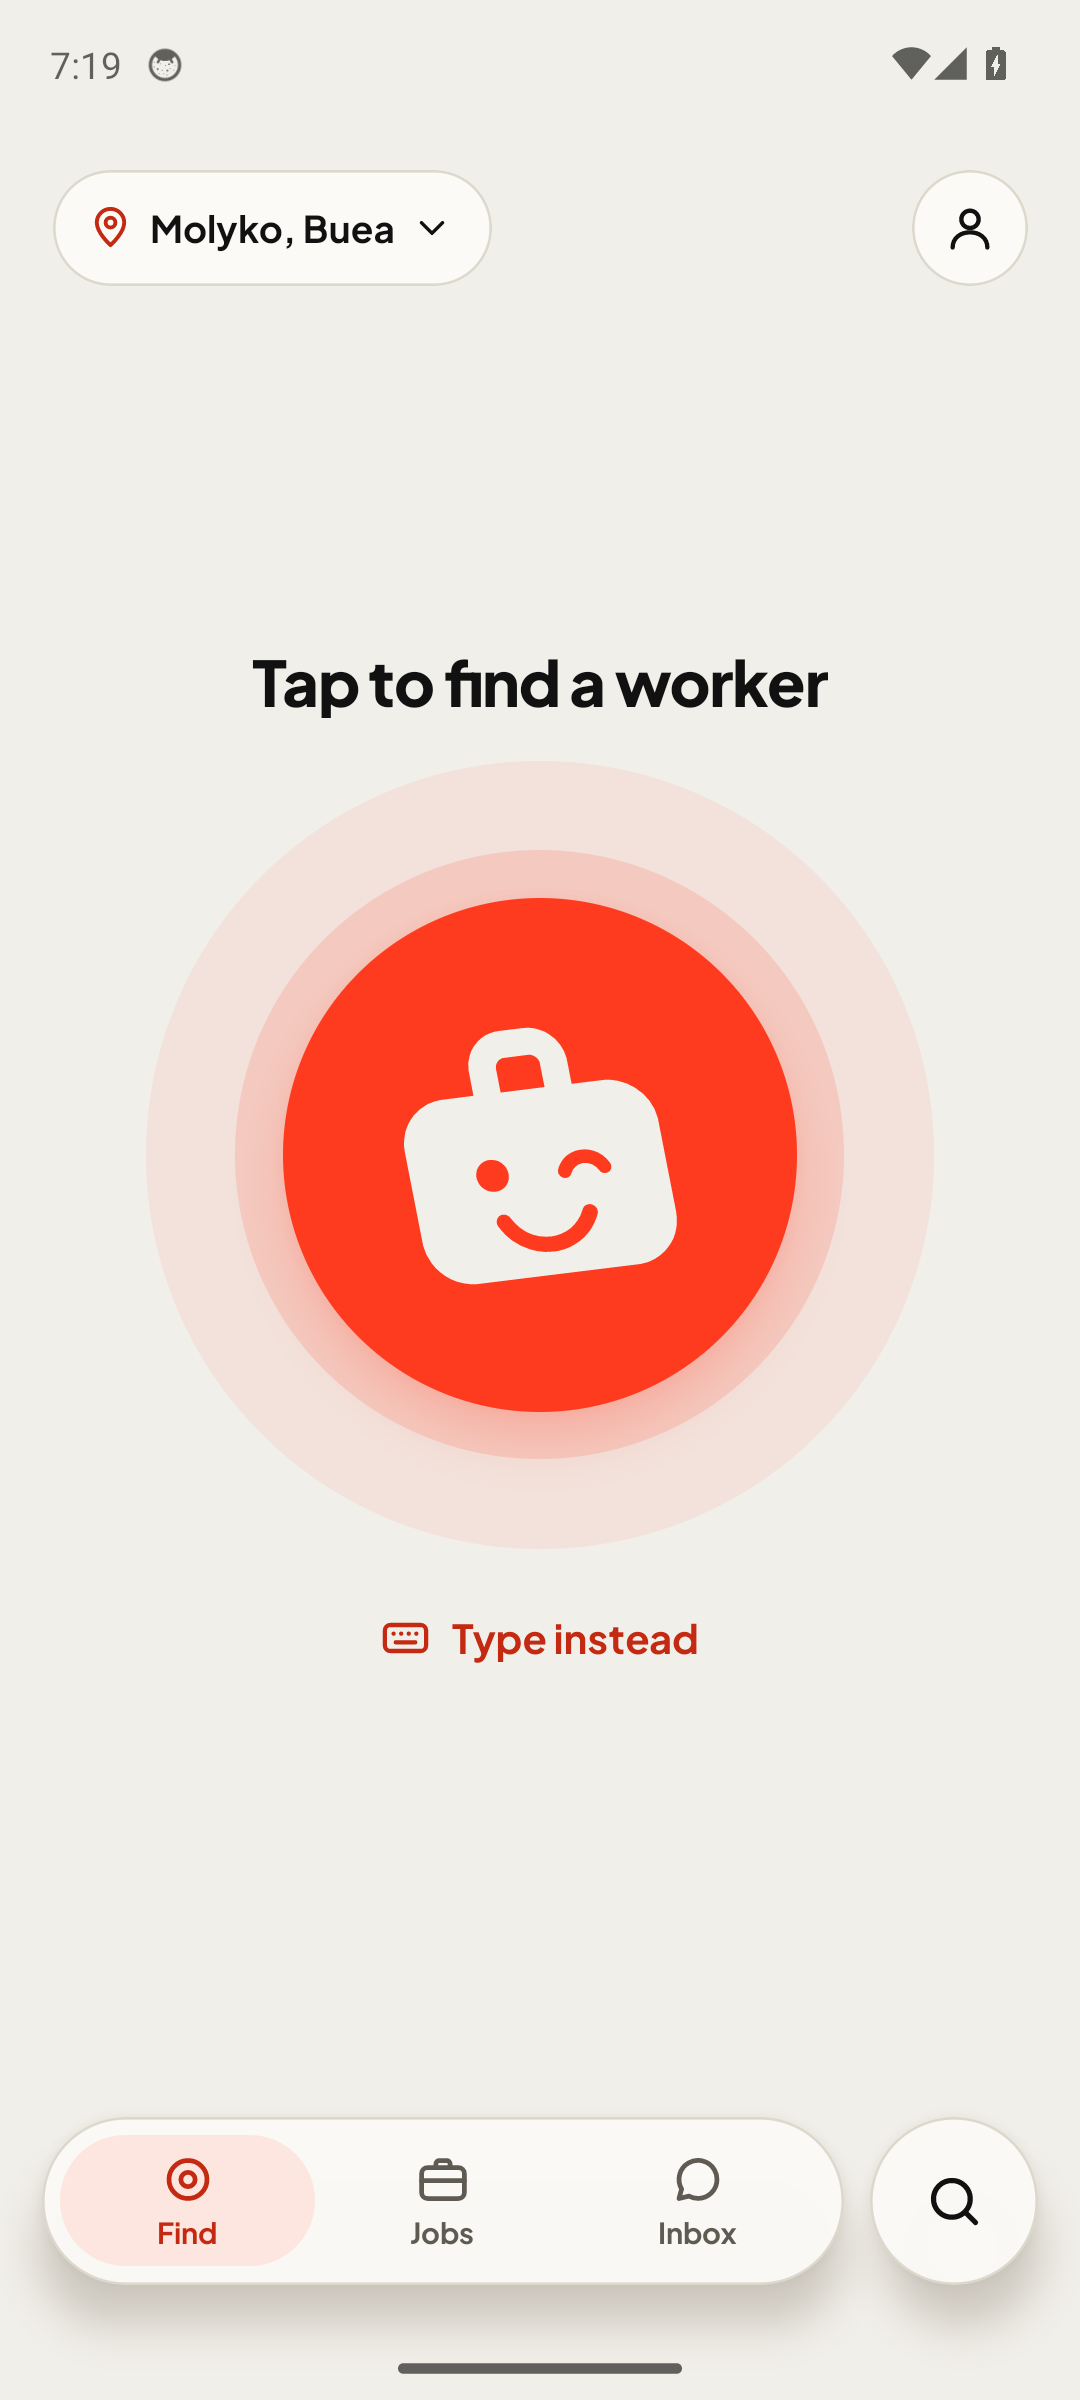 7:19
Molyko, Buea
Tap to find a worker
Type instead
Find
Jobs
Inbox